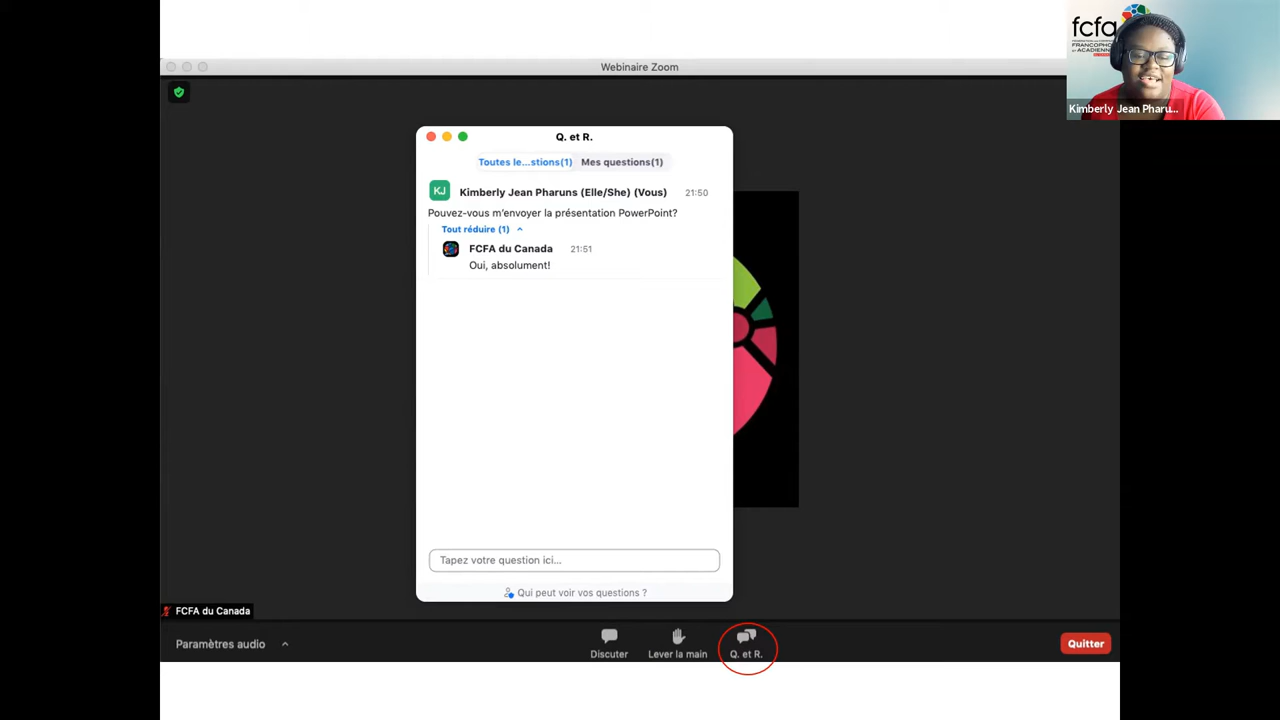 Webinaire Zoom
fcfa
FRANCOPHO
ET ACADIENN
Kimberly Jean Pharu...
Q. et R.
Toutes le...stions(1) Mes questions(1)
KJ Kimberly Jean Pharuns (Elle/She) (Vous) 21:50
Pouvez-vous m’envoyer la présentation PowerPoint?
Tout réduire (1)
FCFA du Canada 21:51
Oui, absolument!
Tapez votre question ici...
Qui peut voir vos questions ?
FCFA du Canada
Paramètres audio
Discuter Lever la main Q. et R.
Quitter